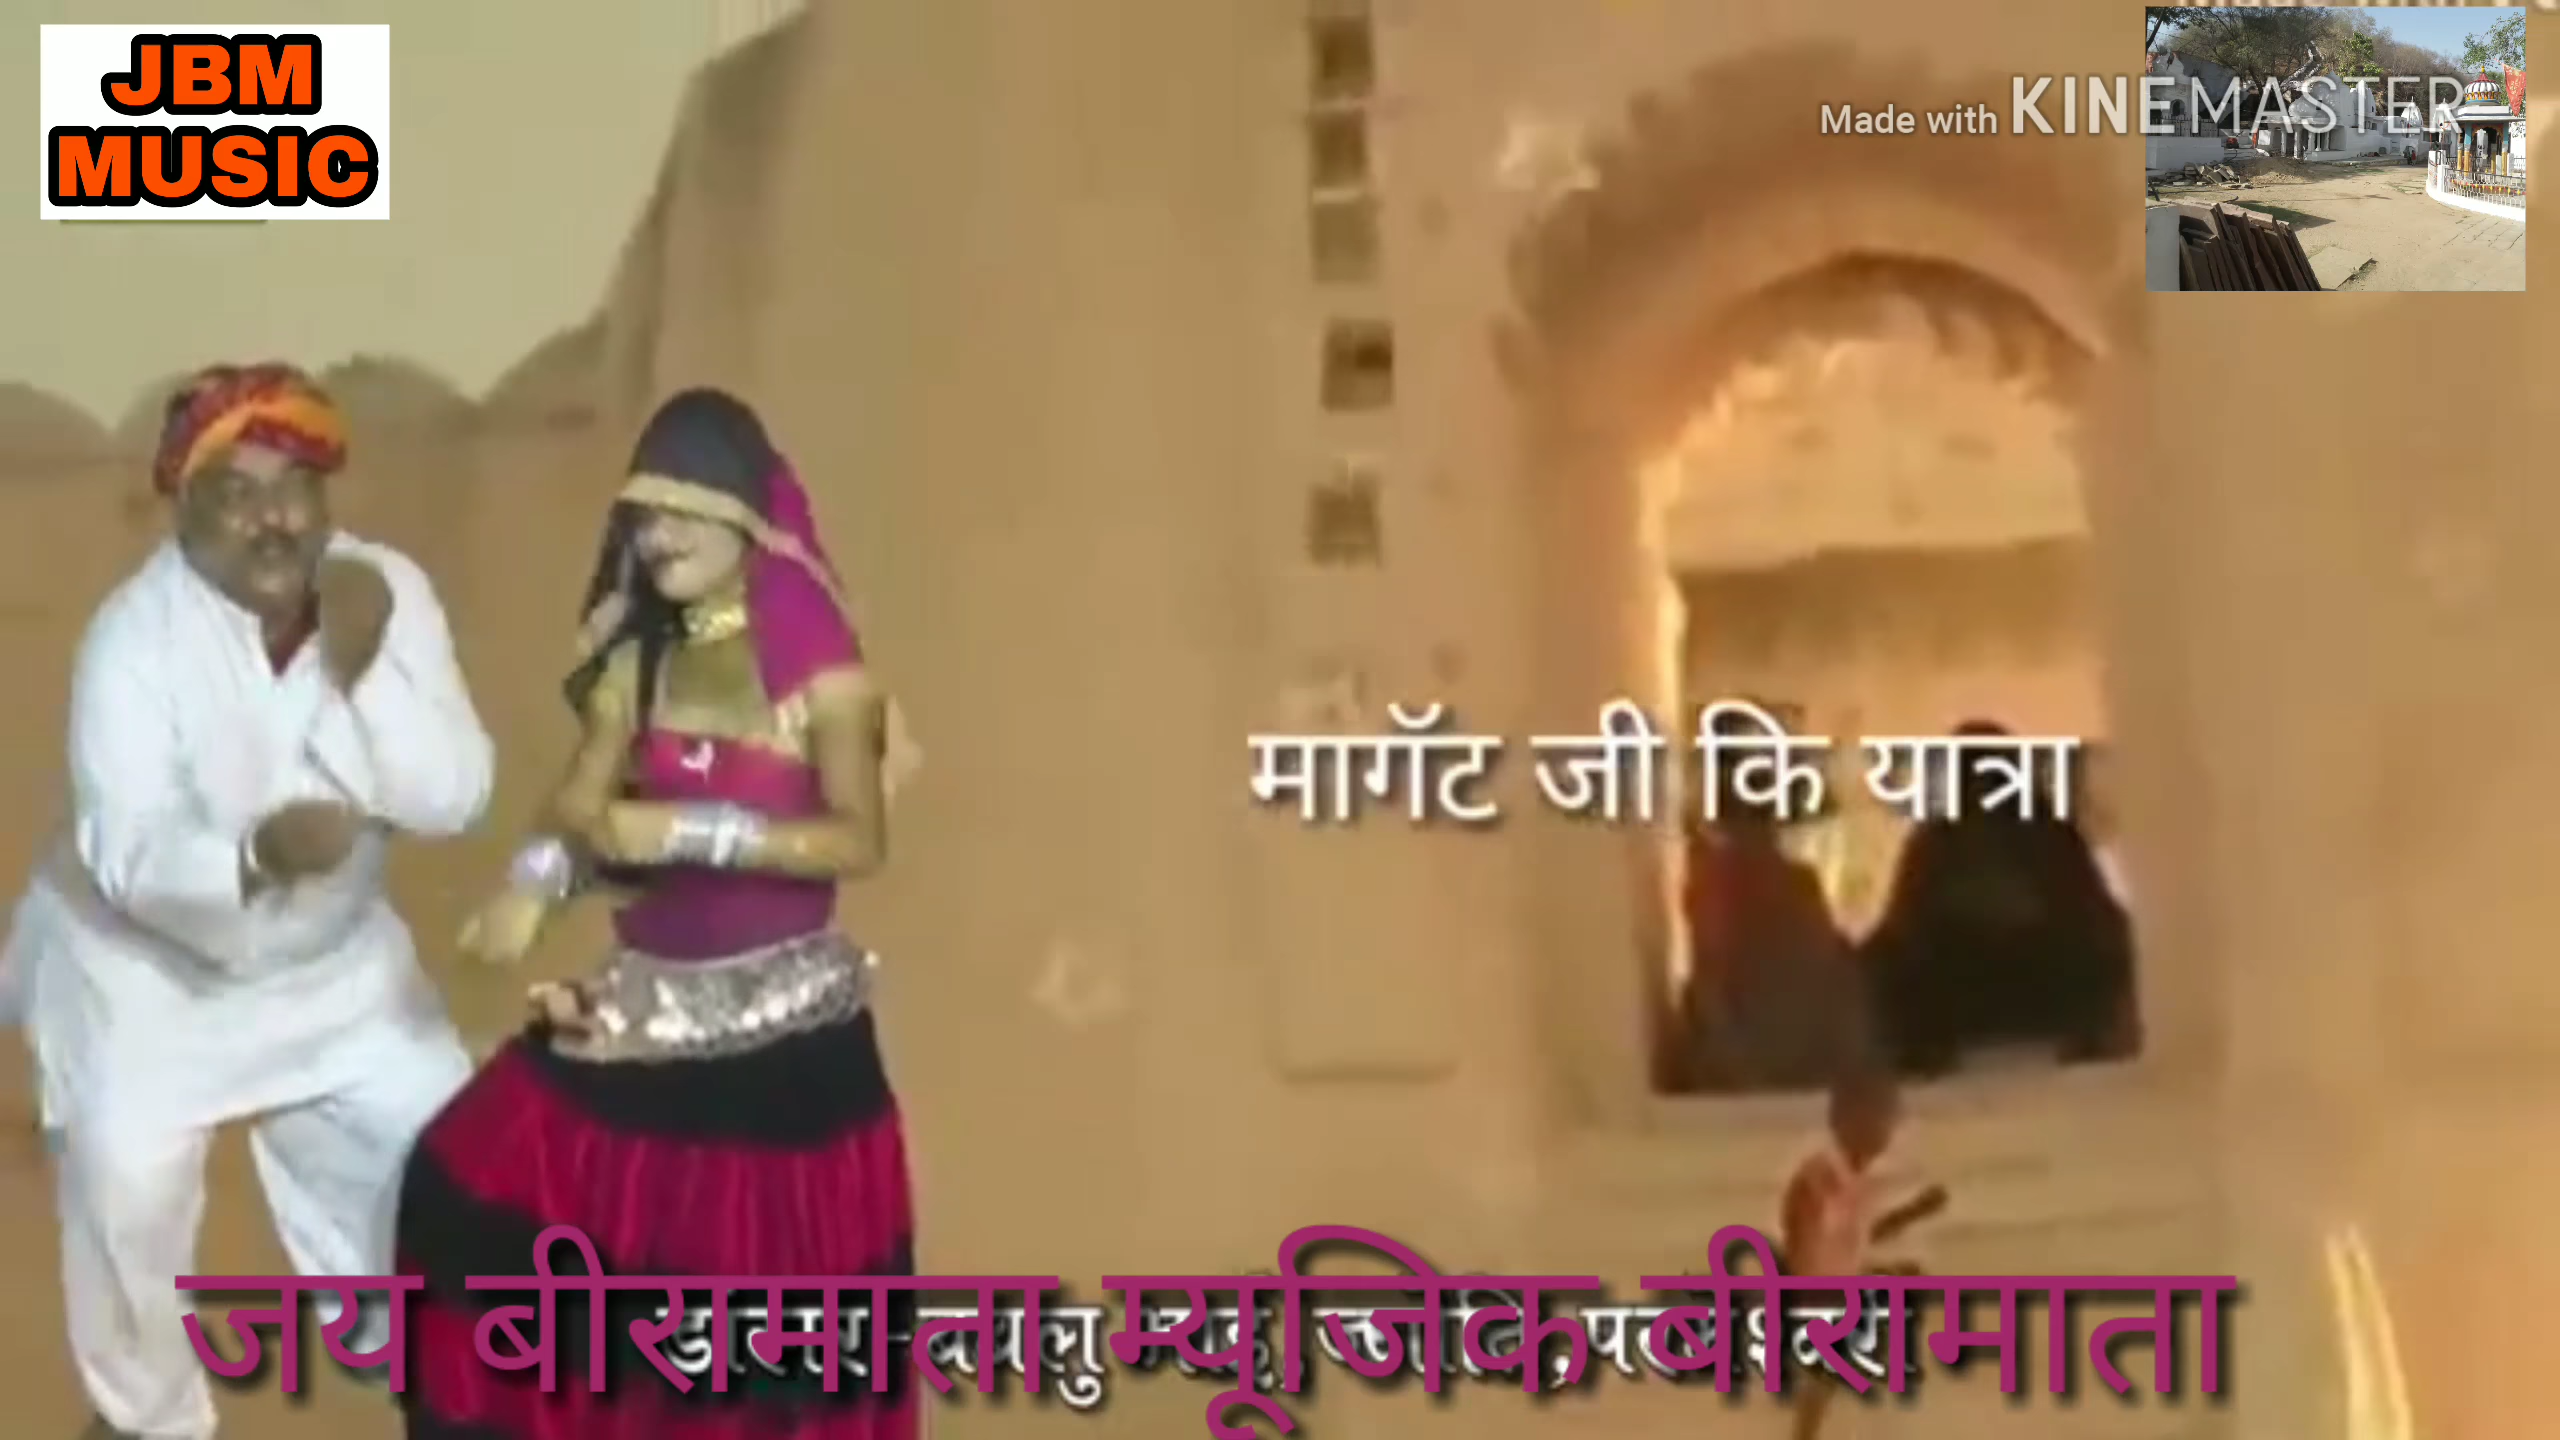 JBM
MUSIC
Made with KINEMASTER
मार्गॅट जी कि यात्रा
जय बीरामाता म्यूजिक बीरामाता